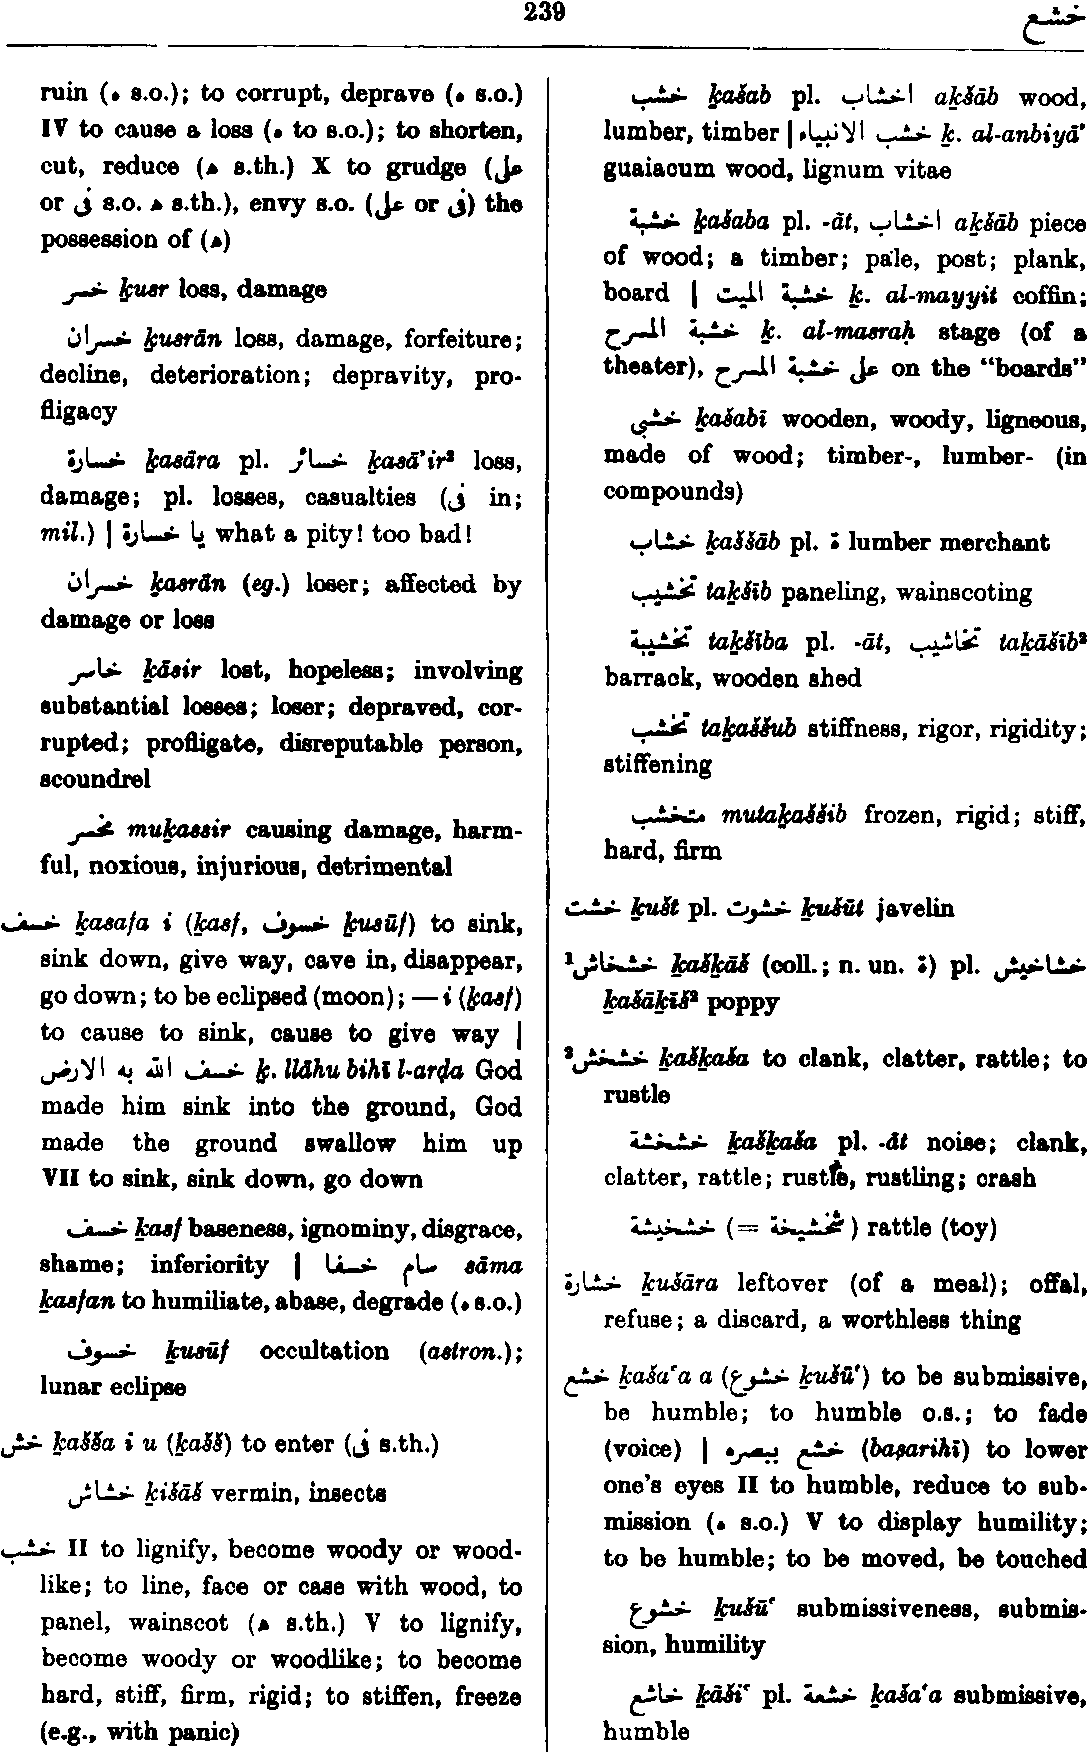 239
خشع
ruin (ه s.o.); to corrupt, deprave (ه s.o.)
IV to cause a loss (ه to s.o.); to shorten,
cut, reduce (ھ s.th.) X to grudge (على
or فى s.o. ھ s.th.), envy s.o. (على or فى) the
possession of (ھ)
خسر ḵusr loss, damage
خسران ḵusrān loss, damage, forfeiture;
decline, deterioration; depravity, pro-
fligacy
خسارة ḵasāra pl. خسائر ḵasā'ir² loss,
damage; pl. losses, casualties (فى in;
mil.) | يا خسارة what a pity! too bad!
خسران ḵasrān (eg.) loser; affected by
damage or loss
خاسر ḵāsir lost, hopeless; involving
substantial losses; loser; depraved, cor-
rupted; profligate, disreputable person,
scoundrel
مخسر muḵassir causing damage, harm-
ful, noxious, injurious, detrimental
خسف ḵasafa i (ḵasf, خسوف ḵusūf) to sink,
sink down, give way, cave in, disappear,
go down; to be eclipsed (moon); — i (ḵasf)
to cause to sink, cause to give way |
خسف الله به الارض ḵ. llāhu bihī l-arḍa God
made him sink into the ground, God
made the ground swallow him up
VII to sink, sink down, go down
خسف ḵasf baseness, ignominy, disgrace,
shame; inferiority | سام خسفا sāma
ḵasfan to humiliate, abase, degrade (ه s.o.)
خسوف ḵusūf occultation (astron.);
lunar eclipse
خش ḵašša i u (ḵašš) to enter (فى s.th.)
خشاش ḵišāš vermin, insects
خشب II to lignify, become woody or wood-
like; to line, face or case with wood, to
panel, wainscot (ھ s.th.) V to lignify,
become woody or woodlike; to become
hard, stiff, firm, rigid; to stiffen, freeze
(e.g., with panic)
خشب ḵašab pl. اخشاب aḵšāb wood,
lumber, timber | خشب الانبياء ḵ. al-anbiyā'
guaiacum wood, lignum vitae
خشبة ḵašaba pl. -āt, اخشاب aḵšāb piece
of wood; a timber; pale, post; plank,
board | خشبة الميت ḵ. al-mayyit coffin;
خشبة المسرح ḵ. al-masraḥ stage (of a
theater), على خشبة المسرح on the “boards”
خشبى ḵašabī wooden, woody, ligneous,
made of wood; timber-, lumber- (in
compounds)
خشاب ḵaššāb pl. ة lumber merchant
تخشيب taḵšīb paneling, wainscoting
تخشيبة taḵšība pl. -āt, تخاشيب taḵāšīb²
barrack, wooden shed
تخشب taḵaššub stiffness, rigor, rigidity;
stiffening
متخشب mutaḵaššib frozen, rigid; stiff,
hard, firm
خشت ḵušt pl. خشوت ḵušūt javelin
¹خشخاش ḵašḵāš (coll.; n. un. ة) pl. خشاخيش
ḵašāḵīš² poppy
²خشخش ḵašḵaša to clank, clatter, rattle; to
rustle
خشخشة ḵašḵaša pl. -āt noise; clank,
clatter, rattle; rustle, rustling; crash
خشخيشة (= شخشيخة) rattle (toy)
خشارة ḵušāra leftover (of a meal); offal,
refuse; a discard, a worthless thing
خشع ḵaša‘a a (خشوع ḵušū‘) to be submissive,
be humble; to humble o.s.; to fade
(voice) | خشع ببصره (baṣarihī) to lower
one's eyes II to humble, reduce to sub-
mission (ه s.o.) V to display humility;
to be humble; to be moved, be touched
خشوع ḵušū‘ submissiveness, submis-
sion, humility
خاشع ḵāši‘ pl. خشعة ḵaša‘a submissive,
humble